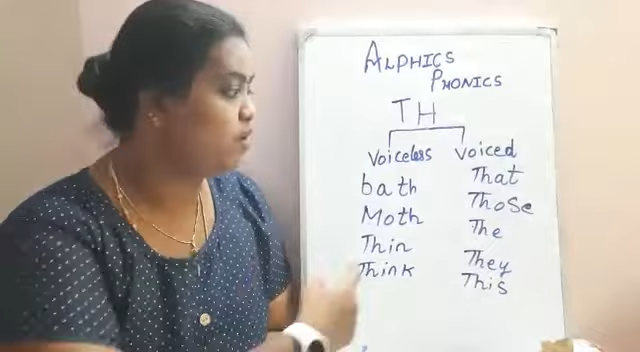 ALPHICS
PHONICS
TH
Voiceless Voiced
bath That
Moth Those
Thin The
Think They
This